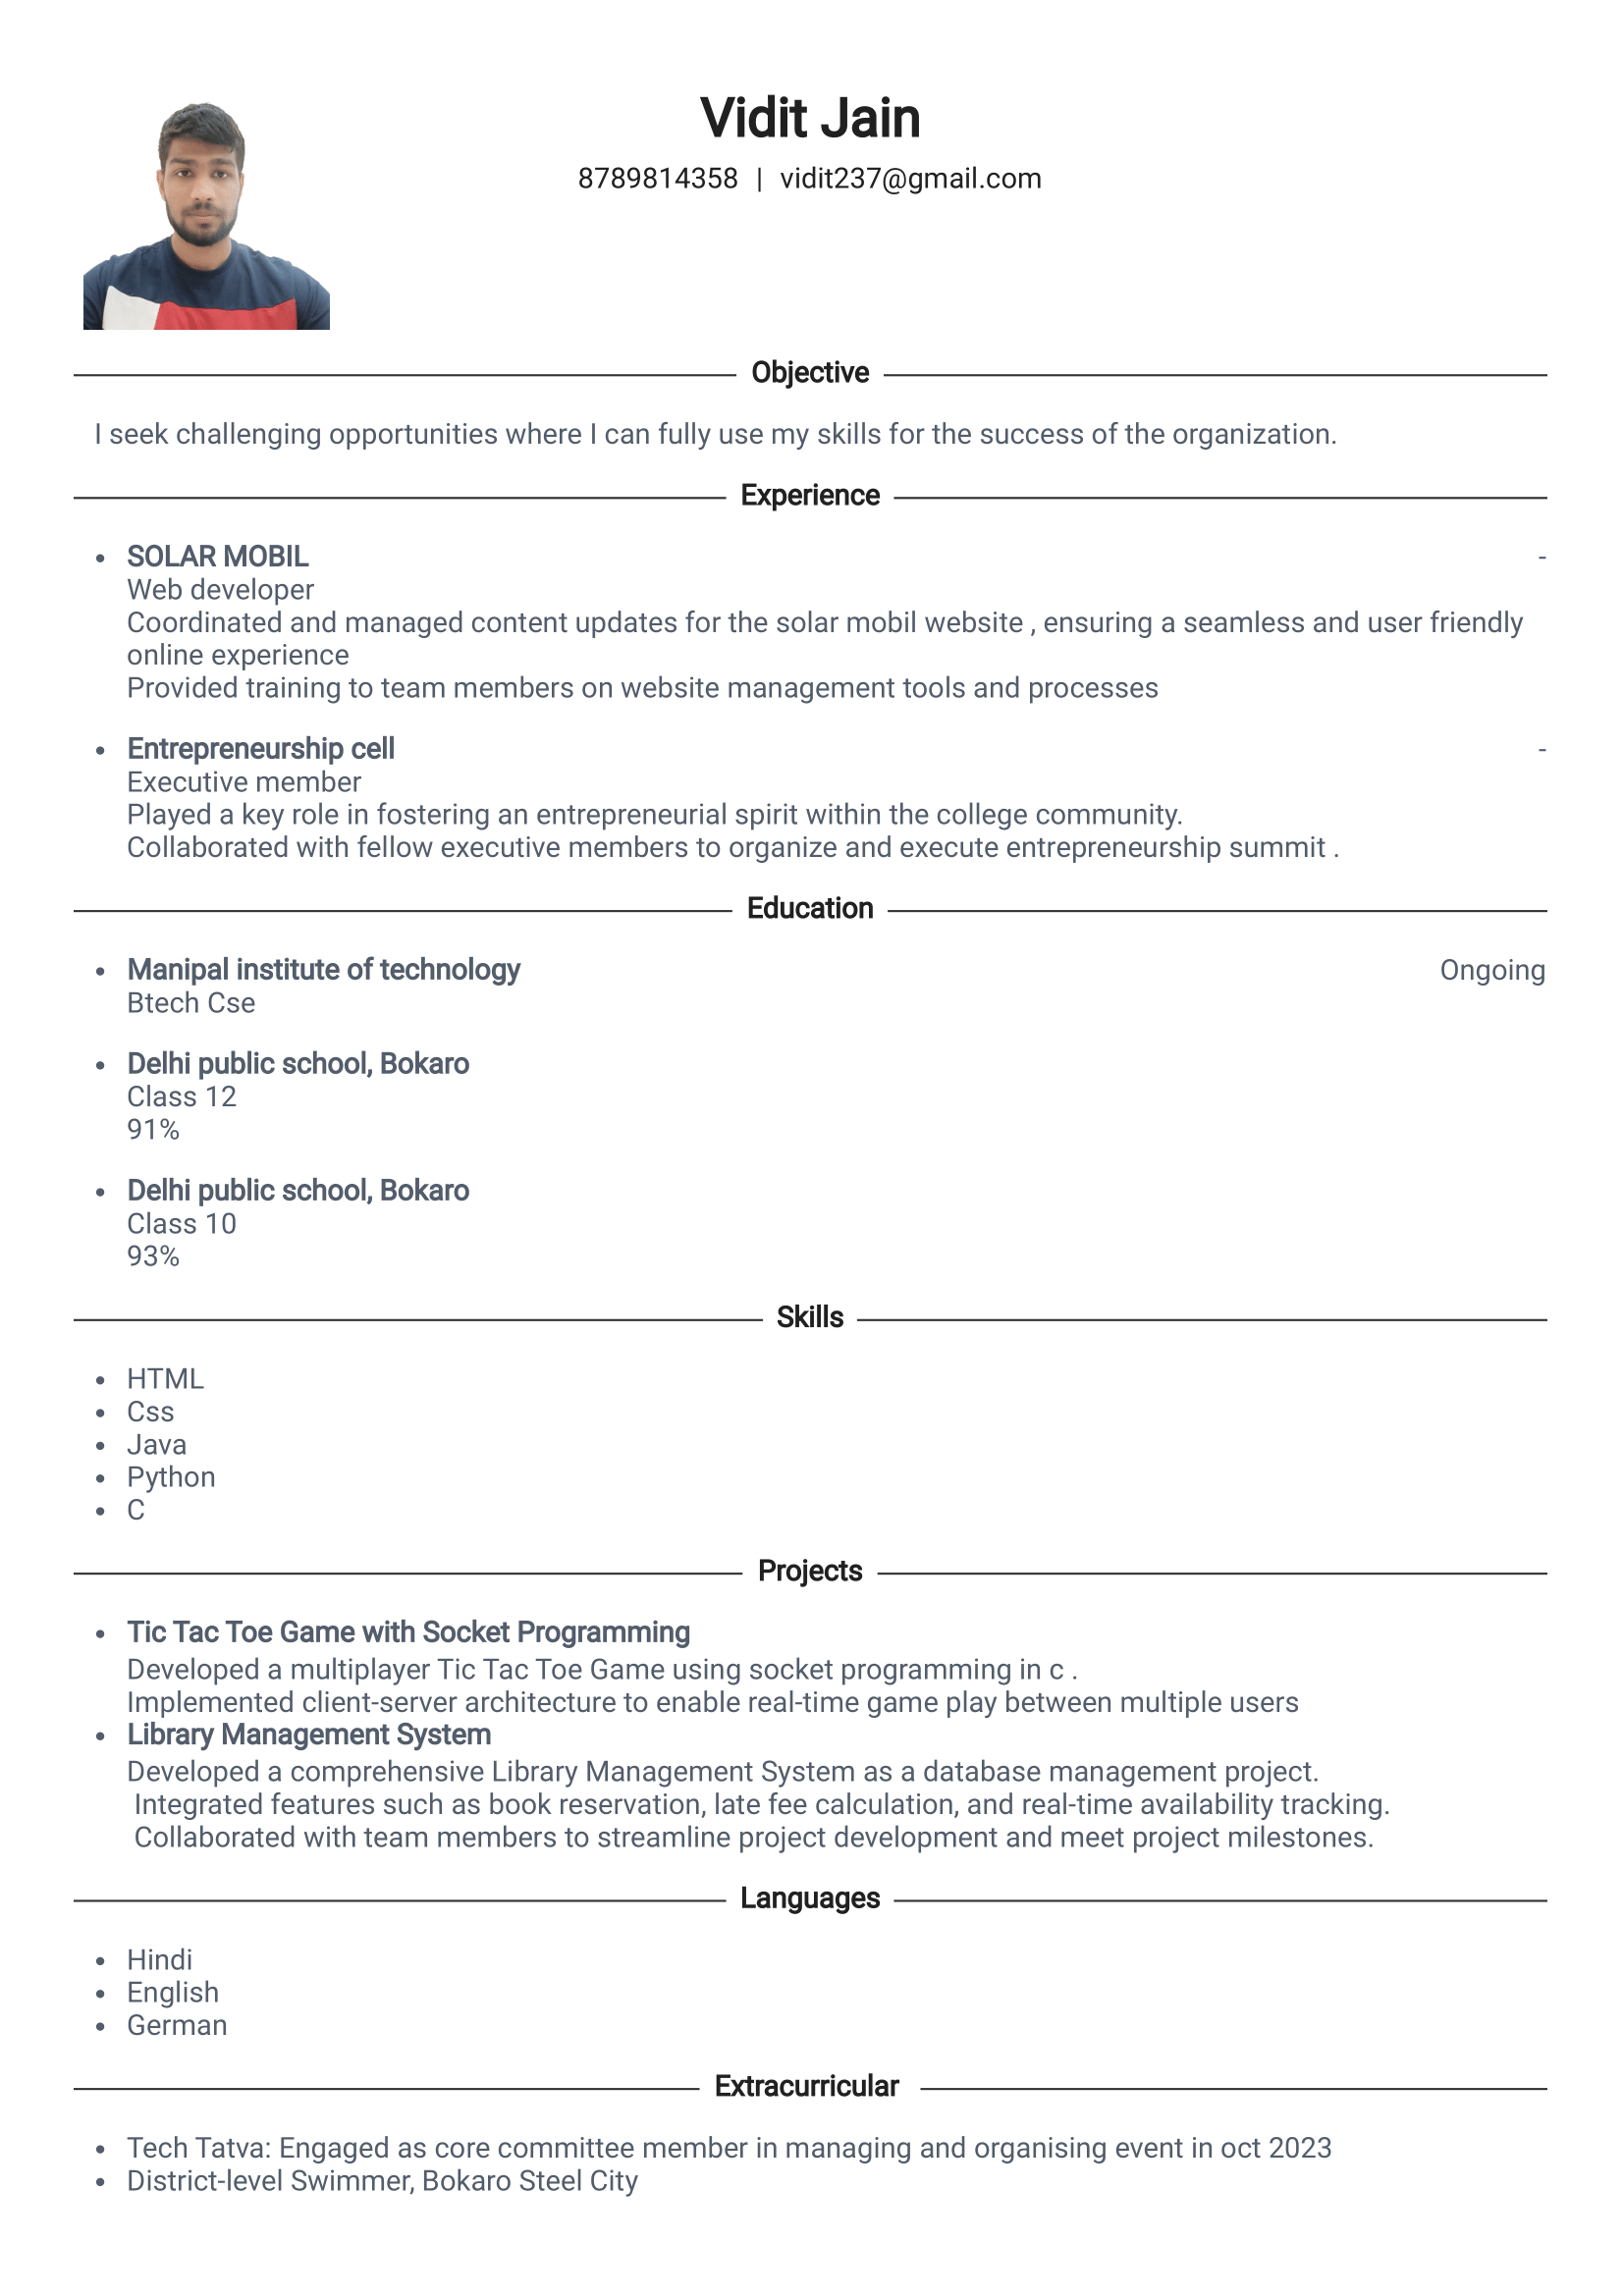 Vidit Jain
8789814358 | vidit237@gmail.com
Objective
I seek challenging opportunities where I can fully use my skills for the success of the organization.
Experience
• SOLAR MOBIL -
Web developer
Coordinated and managed content updates for the solar mobil website , ensuring a seamless and user friendly
online experience
Provided training to team members on website management tools and processes
• Entrepreneurship cell -
Executive member
Played a key role in fostering an entrepreneurial spirit within the college community.
Collaborated with fellow executive members to organize and execute entrepreneurship summit .
Education
• Manipal institute of technology Ongoing
Btech Cse
• Delhi public school, Bokaro
Class 12
91%
• Delhi public school, Bokaro
Class 10
93%
Skills
• HTML
• Css
• Java
• Python
• C
Projects
• Tic Tac Toe Game with Socket Programming
Developed a multiplayer Tic Tac Toe Game using socket programming in c .
Implemented client-server architecture to enable real-time game play between multiple users
• Library Management System
Developed a comprehensive Library Management System as a database management project.
Integrated features such as book reservation, late fee calculation, and real-time availability tracking.
Collaborated with team members to streamline project development and meet project milestones.
Languages
• Hindi
• English
• German
Extracurricular
• Tech Tatva: Engaged as core committee member in managing and organising event in oct 2023
• District-level Swimmer, Bokaro Steel City